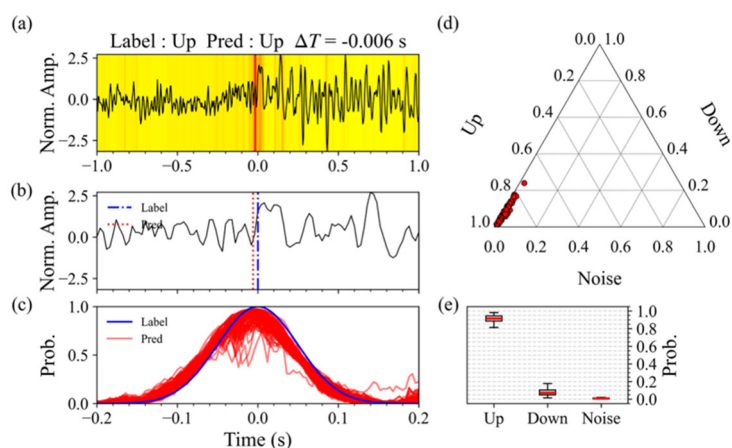 (a)
Label : Up Pred : Up ΔT = -0.006 s
Norm. Amp.
2.5
0.0
−2.5
−1.0 −0.5 0.0 0.5 1.0
(b)
Norm. Amp.
2.5
0.0
−2.5
Label
Pred
(c)
Prob.
1.0
0.5
0.0
Label
Pred
−0.2 −0.1 0.0 0.1 0.2
Time (s)
(d)
0.0 1.0
0.2 0.8
0.4 0.6
0.6 0.4
0.8 0.2
1.0 0.0
0.0 0.2 0.4 0.6 0.8 1.0
Up
Down
Noise
(e)
1.0
0.8
0.6
0.4
0.2
0.0
Prob.
Up Down Noise